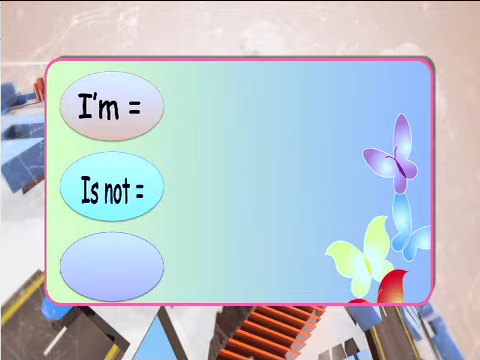 I'm =
Is not =